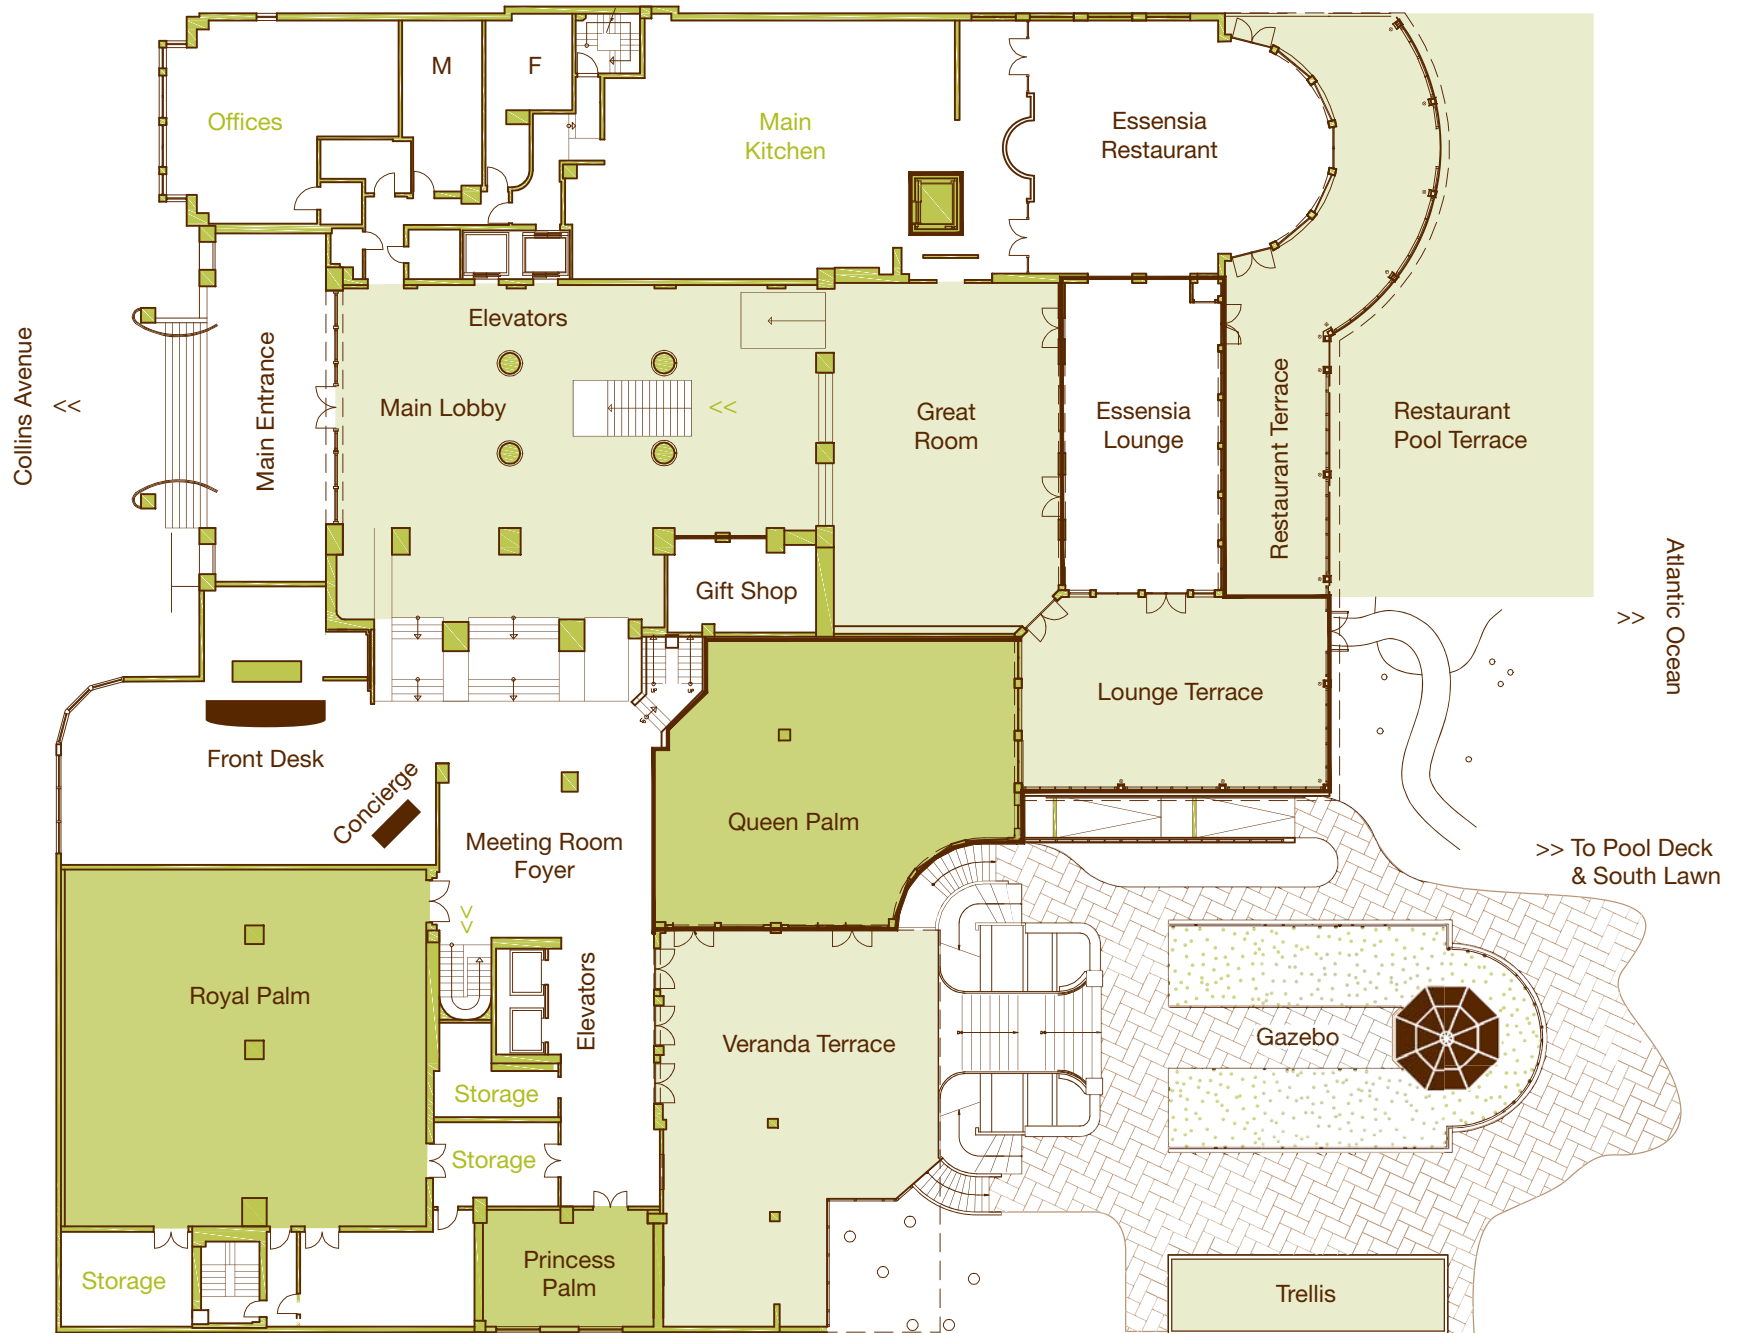 M
F
Offices
Main
Kitchen
Essensia
Restaurant
Elevators
Collins Avenue
<<
Main Entrance
Main Lobby
<<
Great
Room
Essensia
Lounge
Restaurant Terrace
Restaurant
Pool Terrace
Gift Shop
Atlantic Ocean
>>
UP
UP
Lounge Terrace
Front Desk
Concierge
Queen Palm
Meeting Room
Foyer
>> To Pool Deck
& South Lawn
>>
Royal Palm
Elevators
Veranda Terrace
Gazebo
Storage
Storage
Storage
Princess
Palm
Trellis